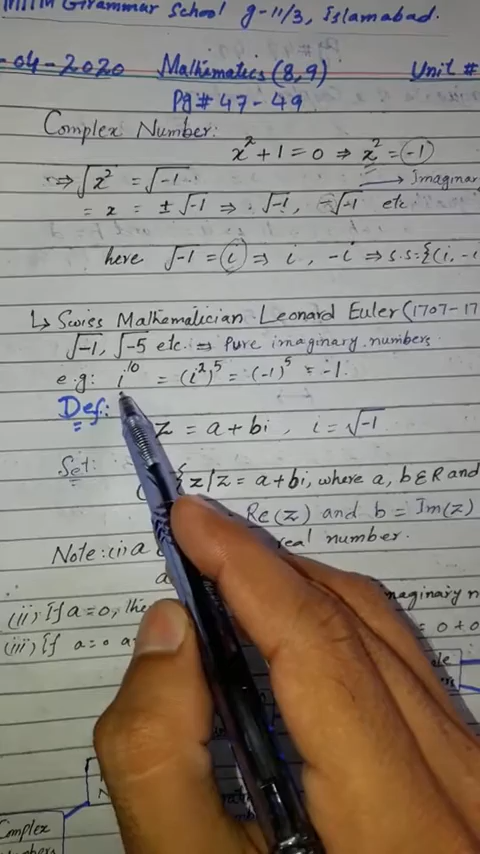 Grammar School g-11/3, Islamabad.
-04-2020 Mathematics (8,9) Unit #
Pg# 47-49
Complex Number:
x² + 1 = 0 ⇒ x² = -1
⇒ √x² = √-1 → Imaginar
= x = ± √-1 ⇒ √-1, -√-1 etc
here √-1 = i ⇒ i, -i ⇒ s.s = {(i, -i
↳ Swiss Mathematician Leonard Euler (1707-17
√-1, √-5 etc. ⇒ Pure imaginary numbers
e.g: i¹⁰ = (i²)⁵ = (-1)⁵ = -1.
Def:
z = a + bi, i = √-1
Set: { z/z = a + bi, where a, b ∈ R and
Re(z) and b = Im(z)
Note: (i) a real number.
(ii) If a=0, the maginary n
(iii) If a=0 a = 0 + 0
Complex